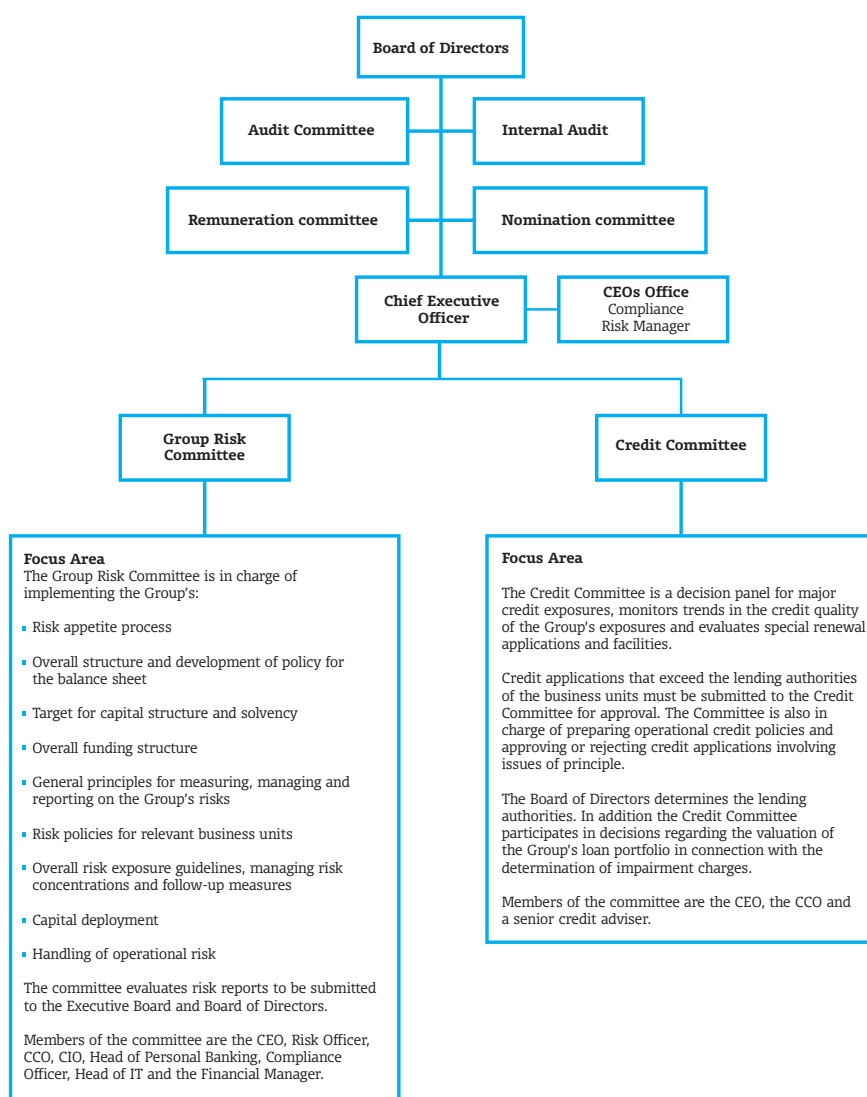 Board of Directors
Audit Committee
Internal Audit
Remuneration committee
Nomination committee
Chief Executive
Officer
CEOs Office
Compliance
Risk Manager
Group Risk
Committee
Credit Committee
Focus Area
The Group Risk Committee is in charge of
implementing the Group's:
Risk appetite process
Overall structure and development of policy for
the balance sheet
Target for capital structure and solvency
Overall funding structure
General principles for measuring, managing and
reporting on the Group's risks
Risk policies for relevant business units
Overall risk exposure guidelines, managing risk
concentrations and follow-up measures
Capital deployment
Handling of operational risk
The committee evaluates risk reports to be submitted
to the Executive Board and Board of Directors.
Members of the committee are the CEO, Risk Officer,
CCO, CIO, Head of Personal Banking, Compliance
Officer, Head of IT and the Financial Manager.
Focus Area
The Credit Committee is a decision panel for major
credit exposures, monitors trends in the credit quality
of the Group's exposures and evaluates special renewal
applications and facilities.
Credit applications that exceed the lending authorities
of the business units must be submitted to the Credit
Committee for approval. The Committee is also in
charge of preparing operational credit policies and
approving or rejecting credit applications involving
issues of principle.
The Board of Directors determines the lending
authorities. In addition the Credit Committee
participates in decisions regarding the valuation of
the Group's loan portfolio in connection with the
determination of impairment charges.
Members of the committee are the CEO, the CCO and
a senior credit adviser.